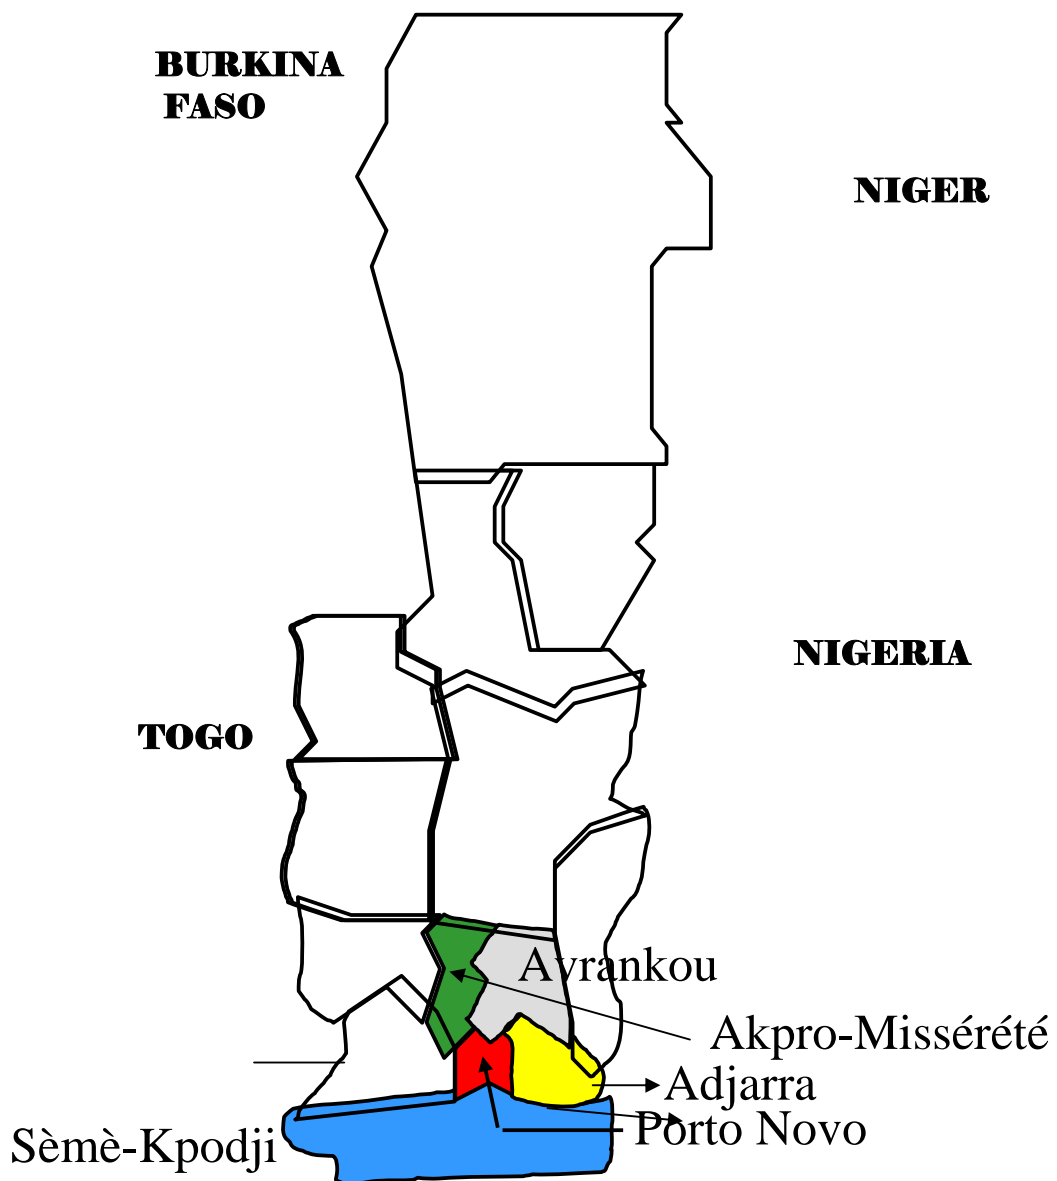 BURKINA
FASO
NIGER
NIGERIA
TOGO
Avrankou
Akpro-Missérété
Adjarra
Porto Novo
Sèmè-Kpodji